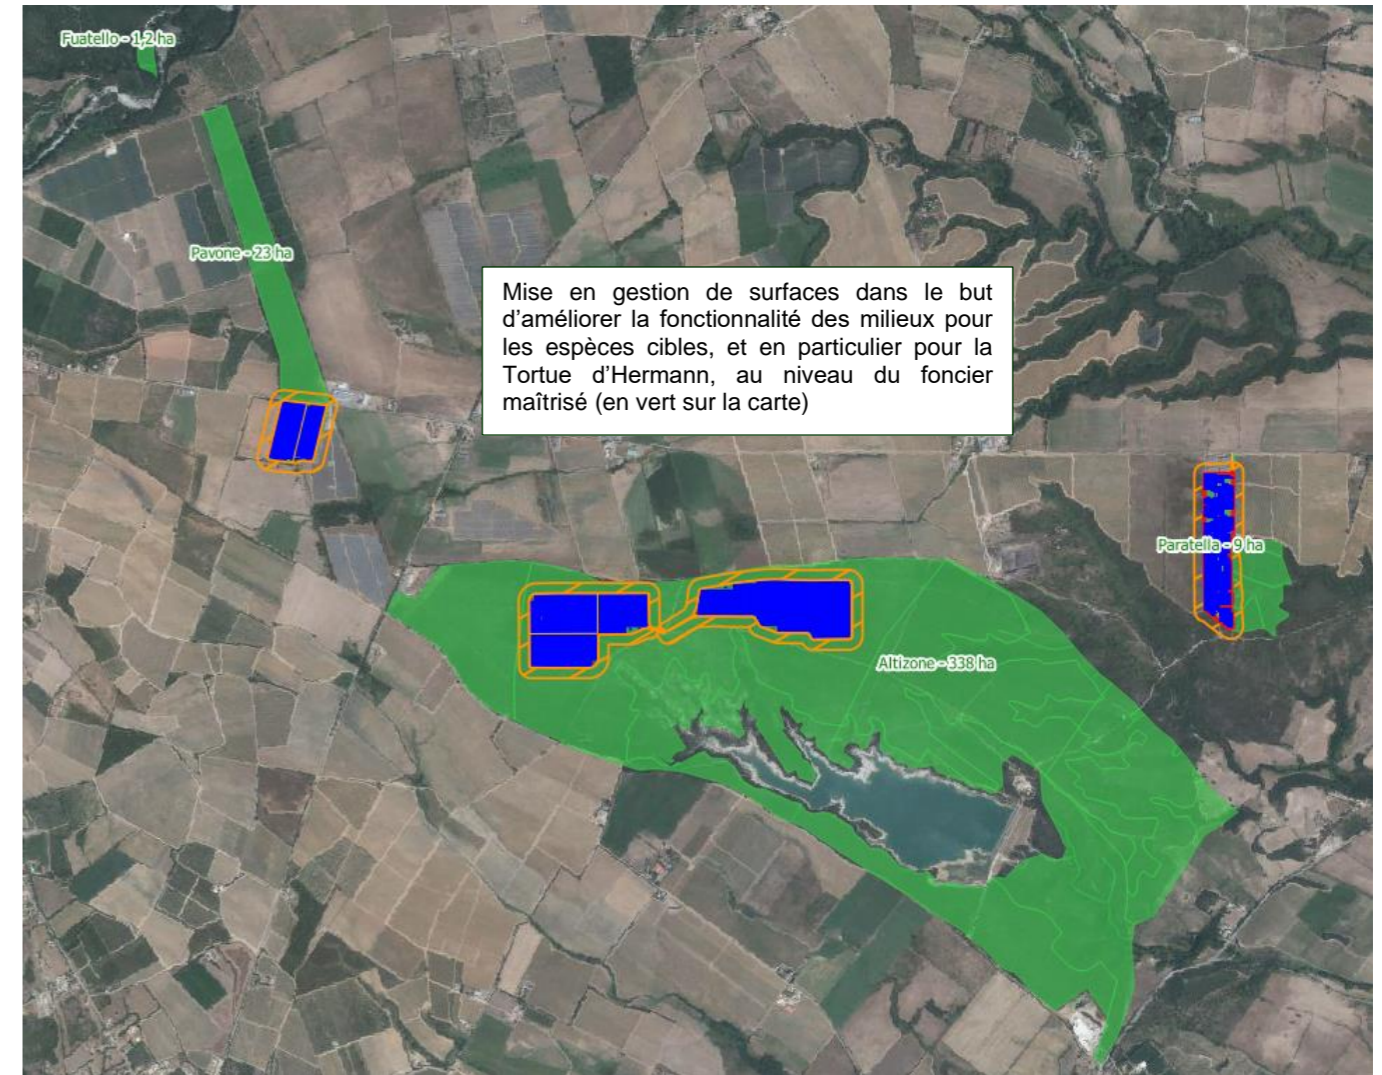 Fuatello - 1,2 ha
Pavone - 23 ha
Mise en gestion de surfaces dans le but
d’améliorer la fonctionnalité des milieux pour
les espèces cibles, et en particulier pour la
Tortue d’Hermann, au niveau du foncier
maîtrisé (en vert sur la carte)
Paratella - 9 ha
Altizone - 338 ha